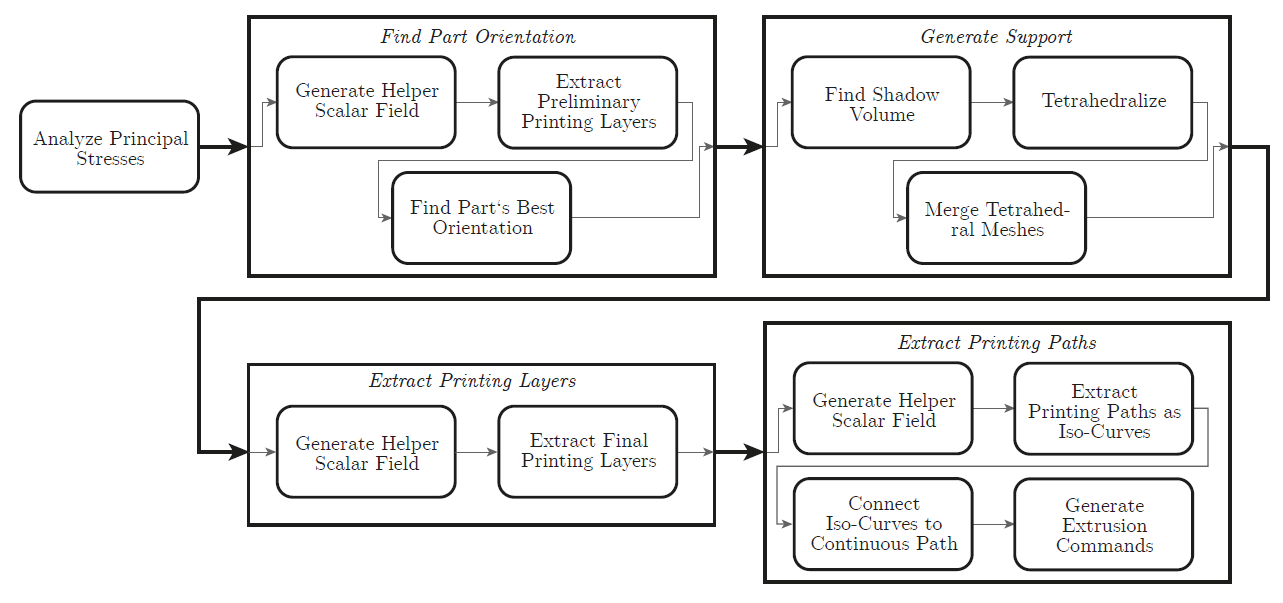 Analyze Principal
Stresses
Find Part Orientation
Generate Helper
Scalar Field
Extract
Preliminary
Printing Layers
Find Part‘s Best
Orientation
Generate Support
Find Shadow
Volume
Tetrahedralize
Merge Tetrahed-
ral Meshes
Extract Printing Layers
Generate Helper
Scalar Field
Extract Final
Printing Layers
Extract Printing Paths
Generate Helper
Scalar Field
Extract
Printing Paths as
Iso-Curves
Connect
Iso-Curves to
Continuous Path
Generate
Extrusion
Commands